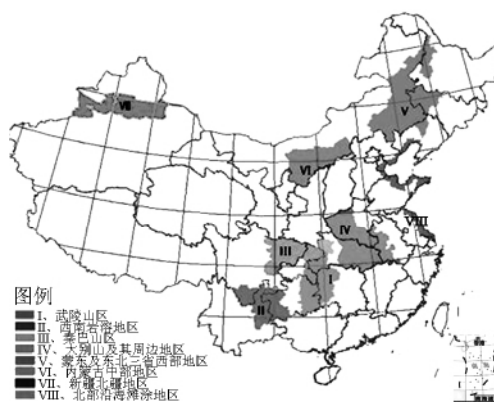 VII
V
VI
VIII
IV
III
I
II
图例
I、武陵山区
II、西南岩溶地区
III、秦巴山区
IV、大别山及其周边地区
V、蒙东及东北三省西部地区
VI、内蒙古中部地区
VII、新疆北疆地区
VIII、北部沿海滩涂地区